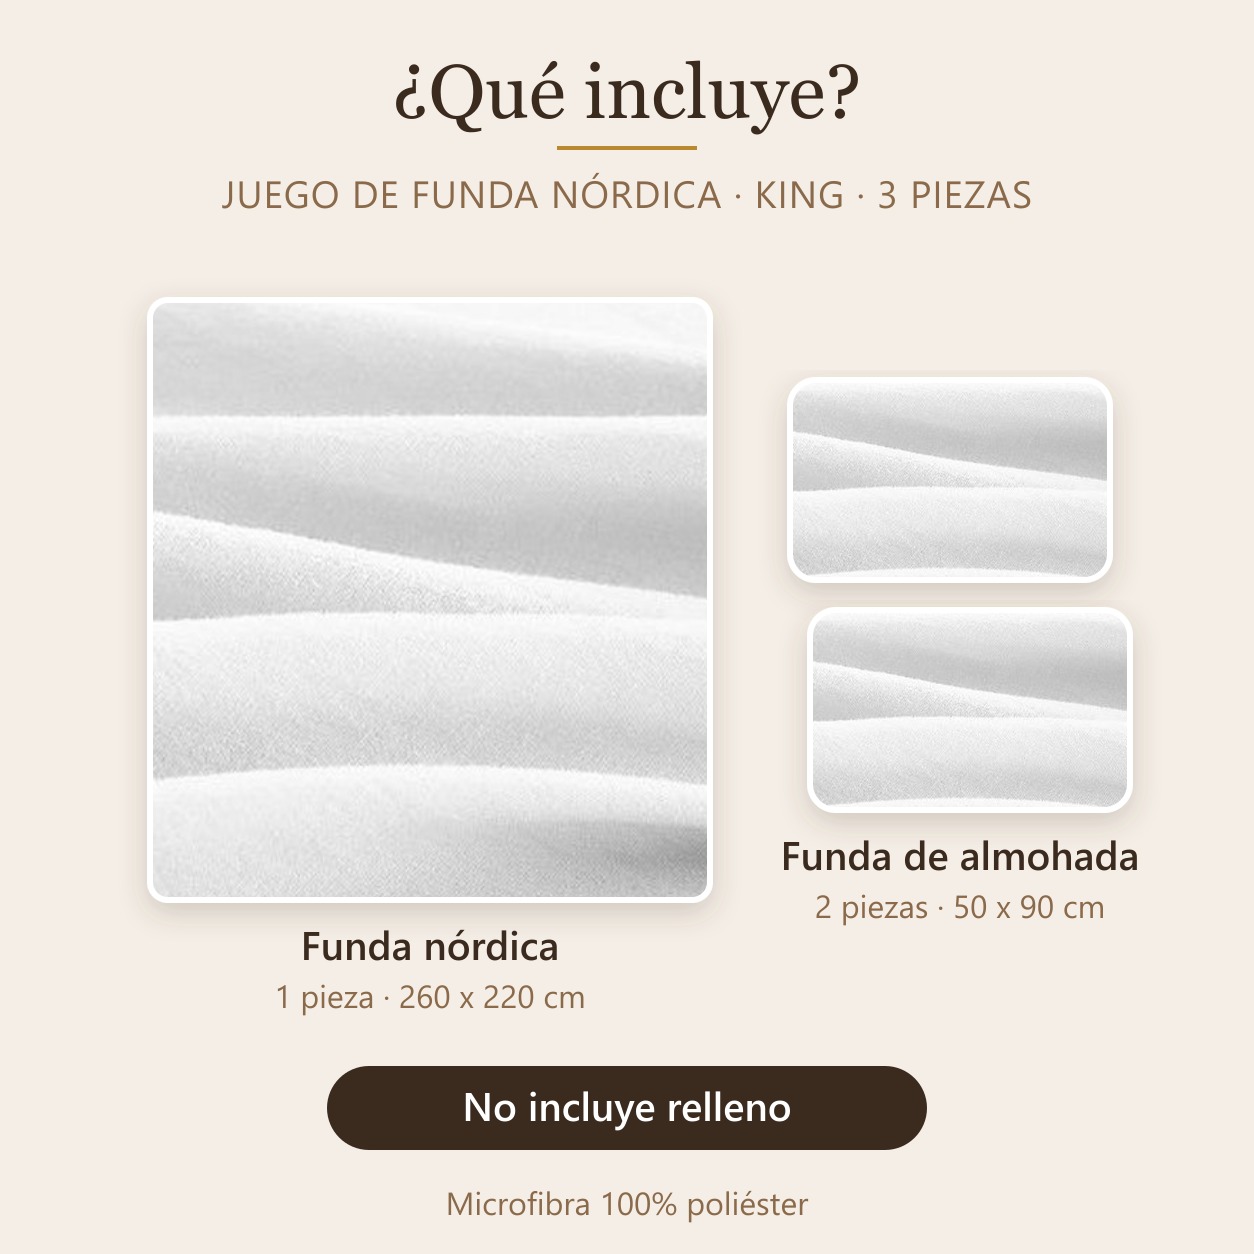 ¿Qué incluye?
JUEGO DE FUNDA NÓRDICA · KING · 3 PIEZAS
Funda de almohada
2 piezas · 50 x 90 cm
Funda nórdica
1 pieza · 260 x 220 cm
No incluye relleno
Microfibra 100% poliéster